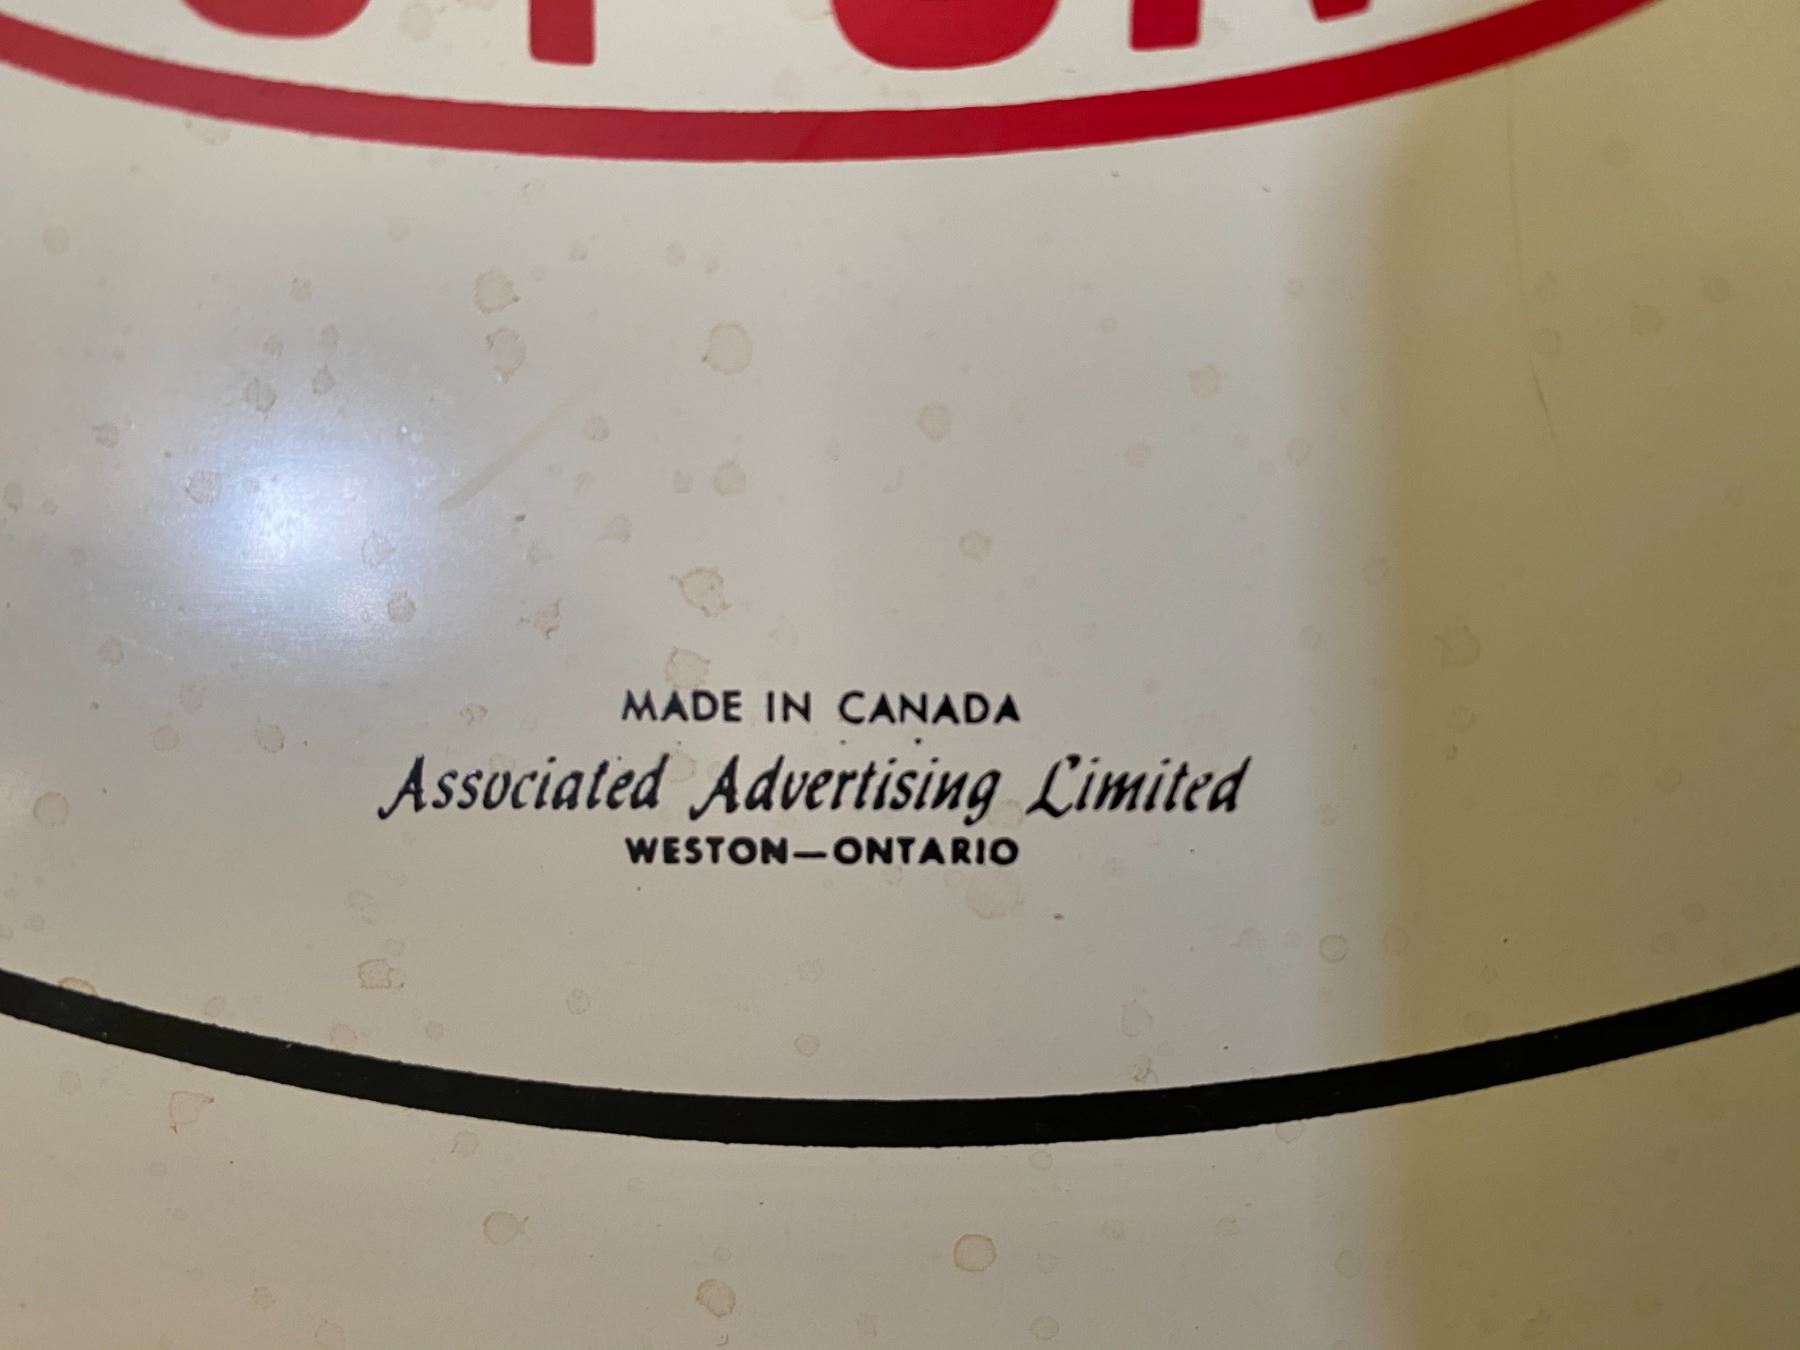 MADE IN CANADA
Associated Advertising Limited
WESTON—ONTARIO